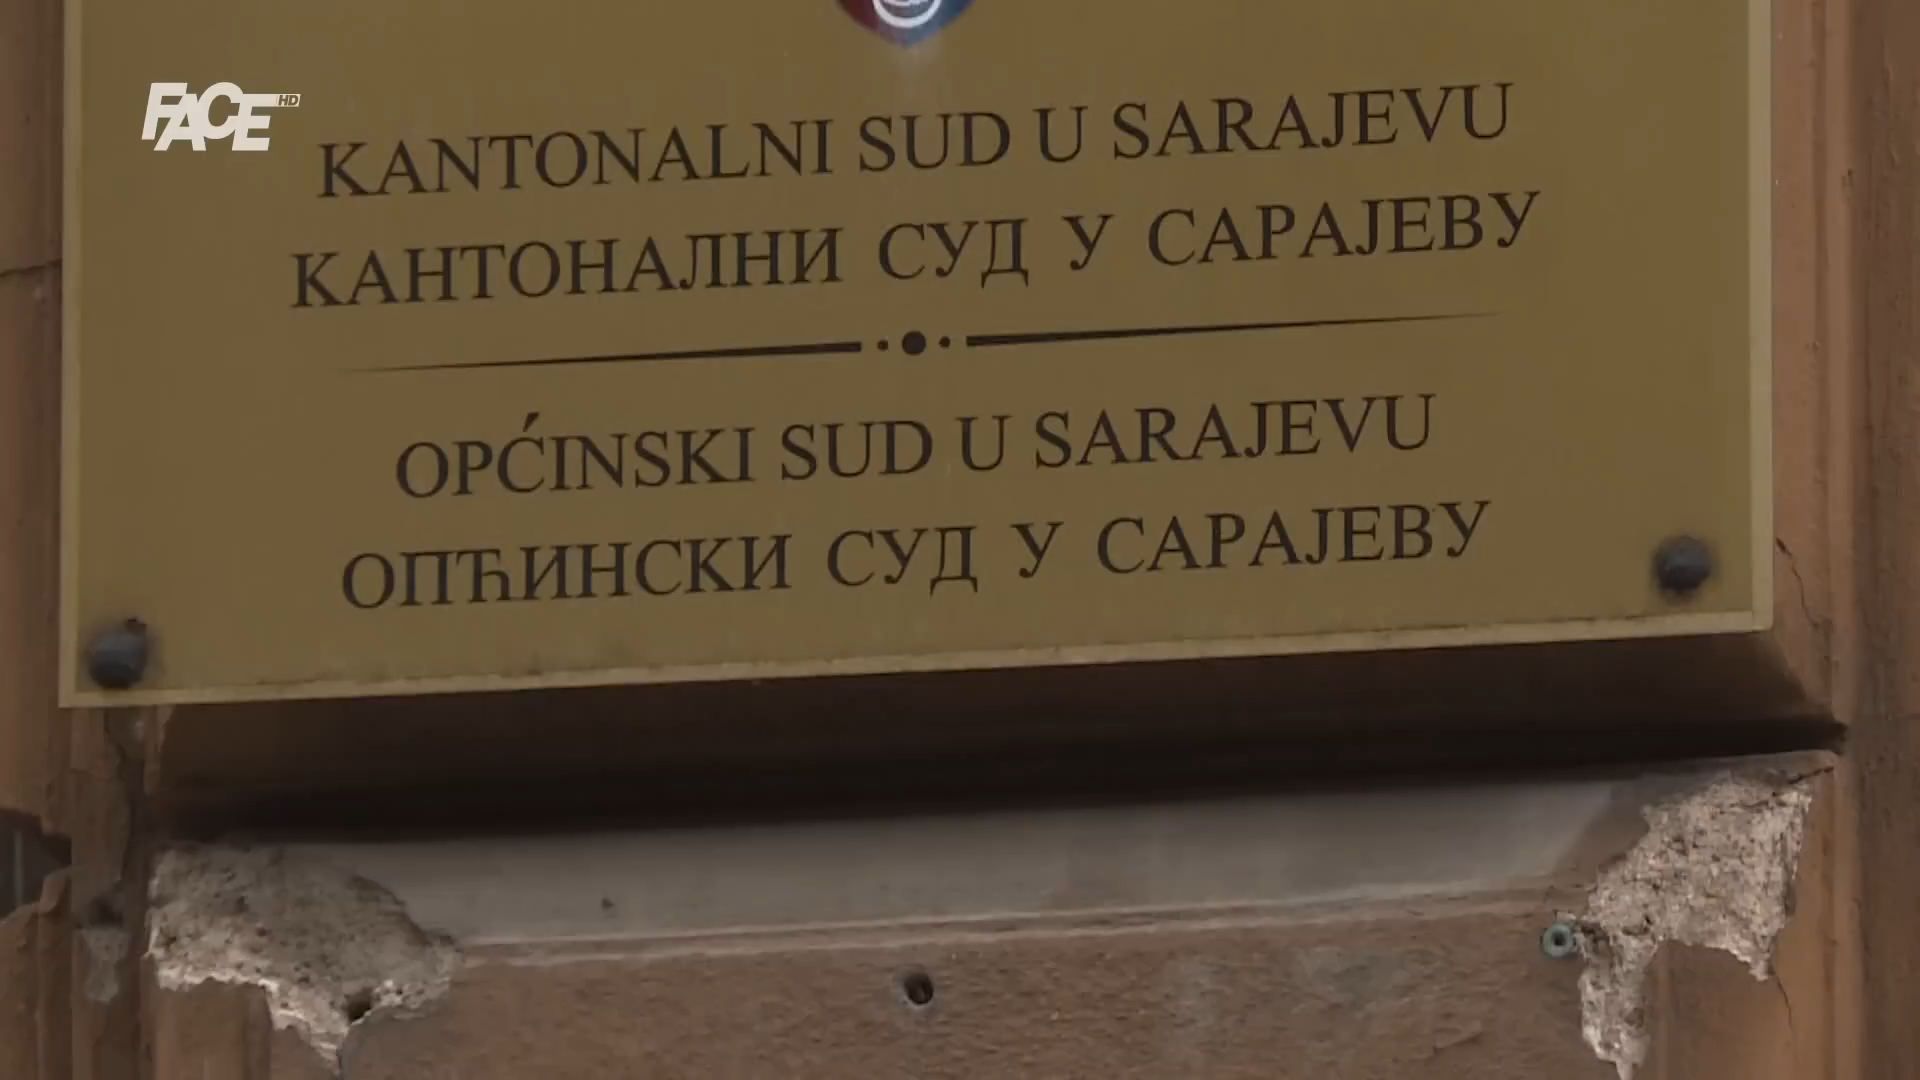 FACE HD
KANTONALNI SUD U SARAJEVU
КАНТОНАЛНИ СУД У САРАЈЕВУ
OPĆINSKI SUD U SARAJEVU
ОПЋИНСКИ СУД У САРАЈЕВУ